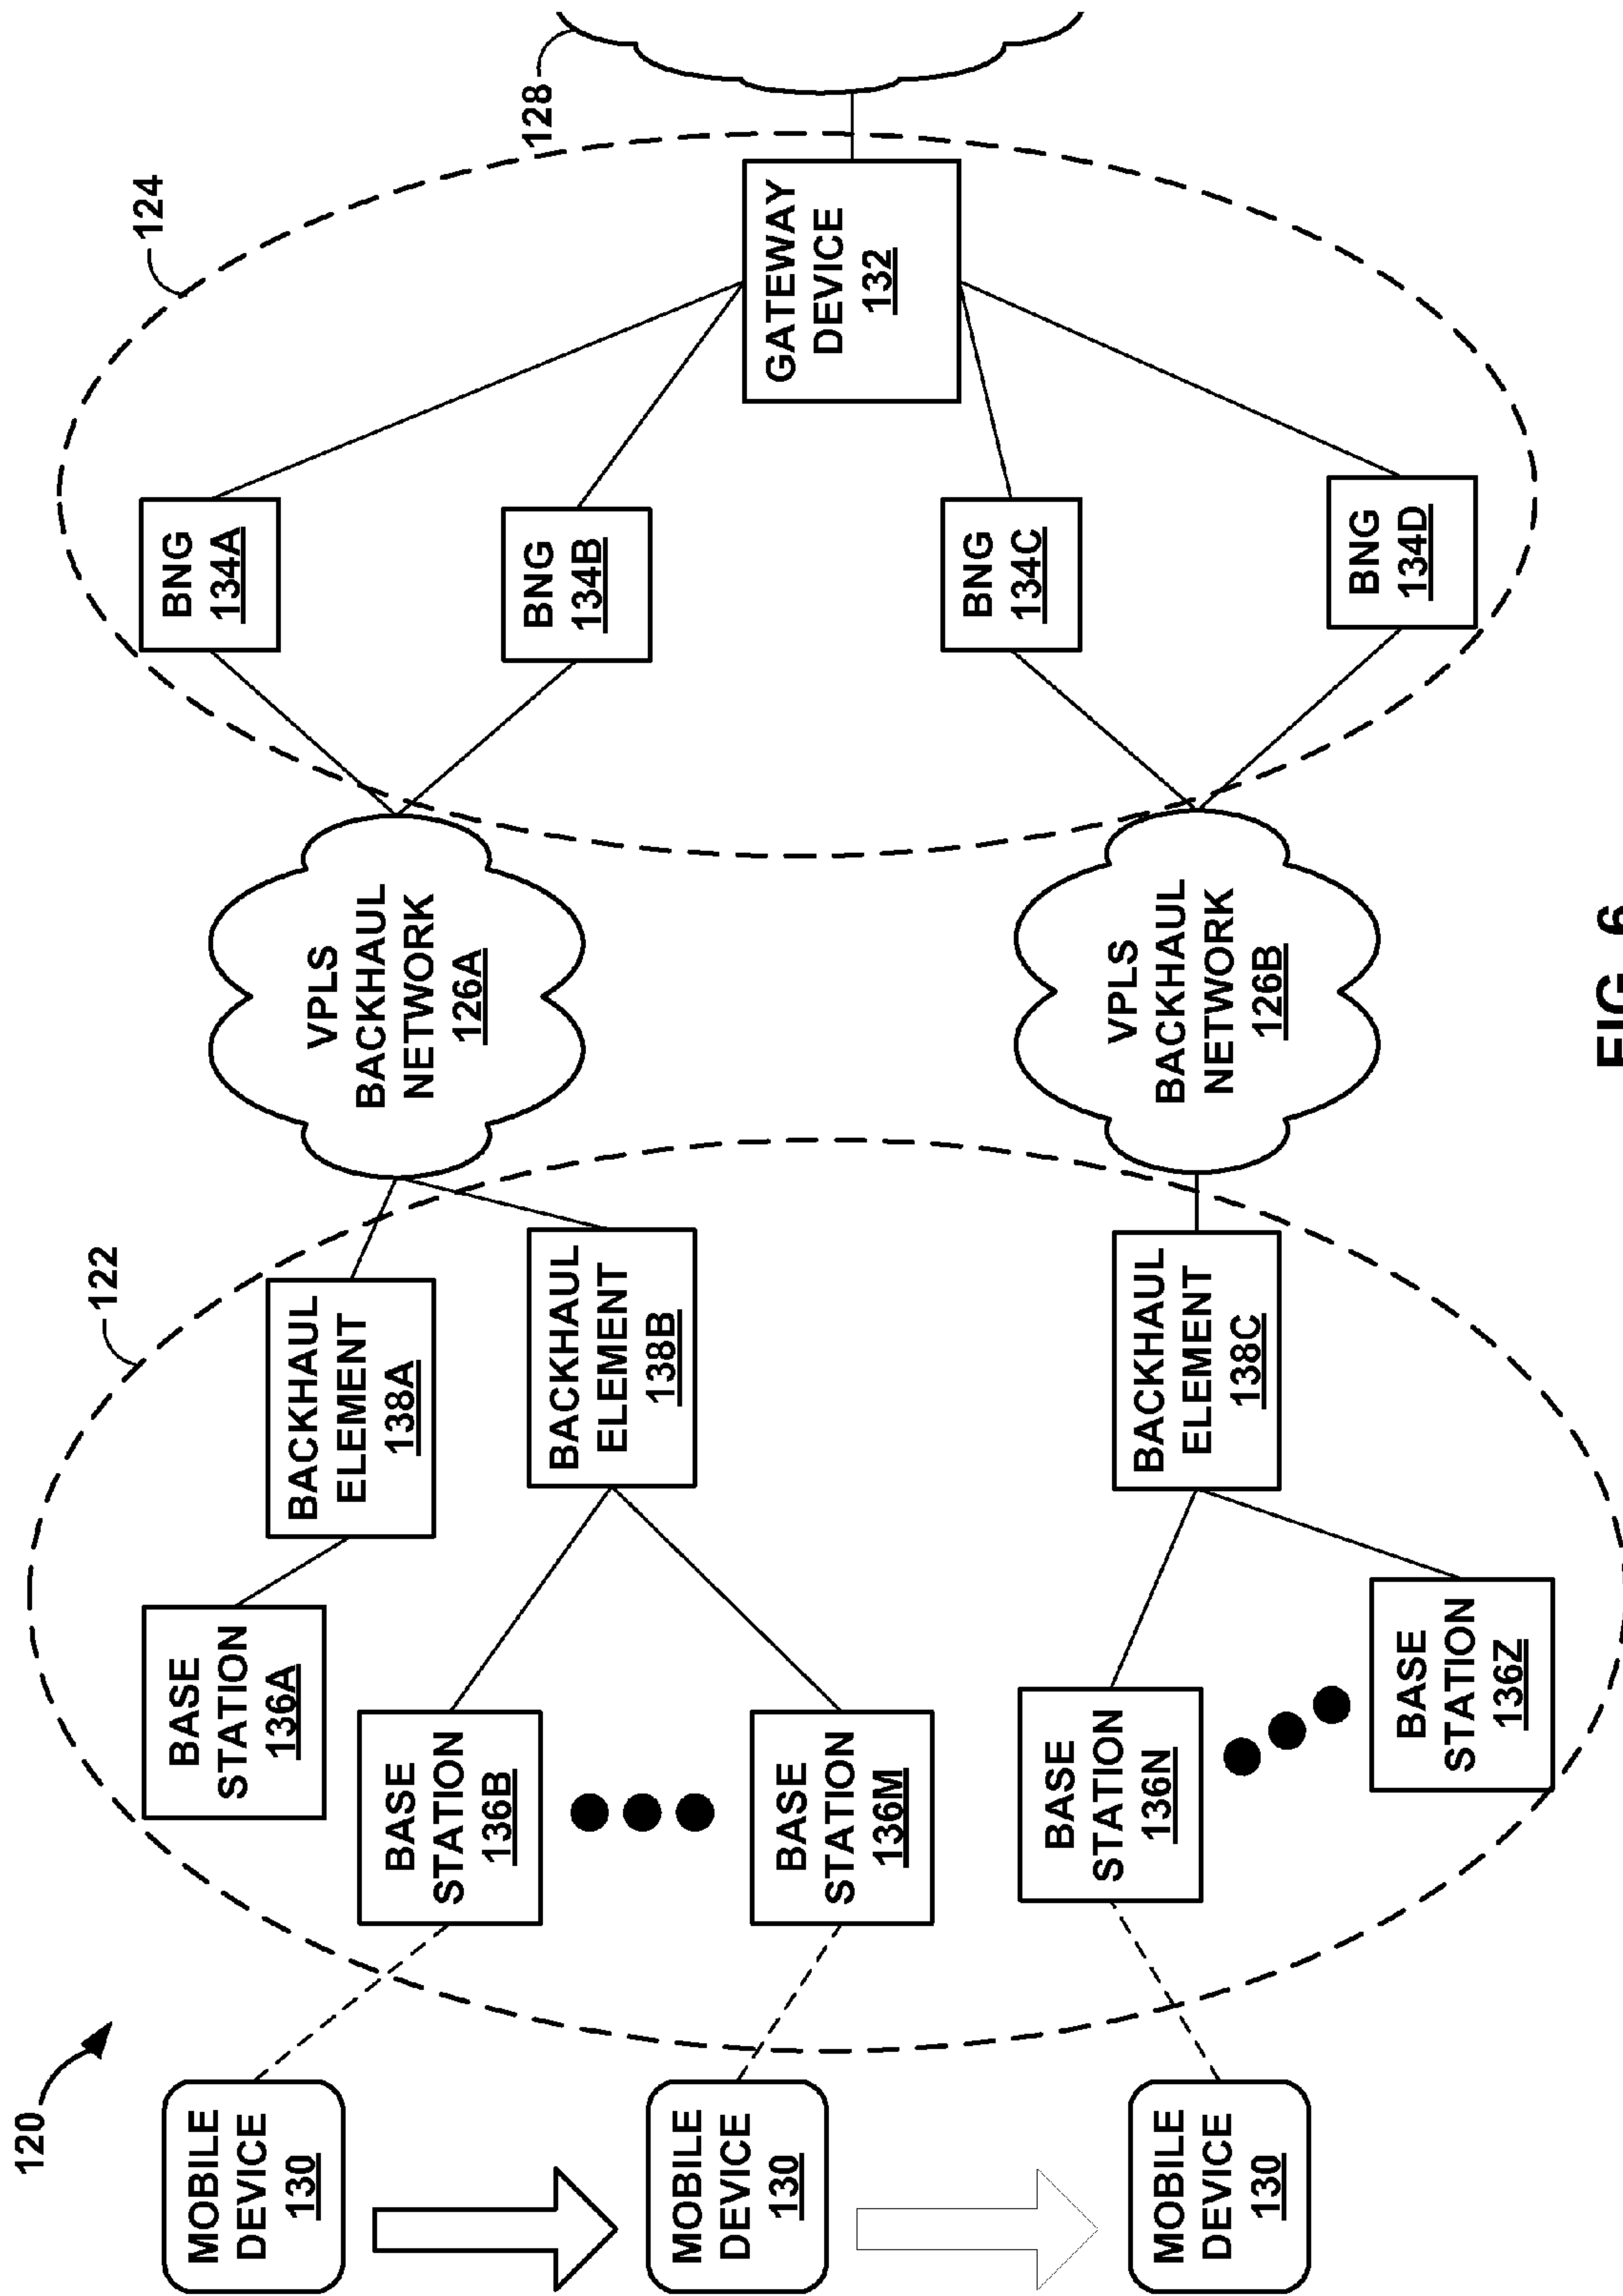 120
122
124
128
MOBILE
DEVICE
130
MOBILE
DEVICE
130
MOBILE
DEVICE
130
BASE
STATION
136A
BASE
STATION
136B
BASE
STATION
136M
BASE
STATION
136N
BASE
STATION
136Z
BACKHAUL
ELEMENT
138A
BACKHAUL
ELEMENT
138B
BACKHAUL
ELEMENT
138C
VPLS
BACKHAUL
NETWORK
126A
VPLS
BACKHAUL
NETWORK
126B
BNG
134A
BNG
134B
BNG
134C
BNG
134D
GATEWAY
DEVICE
132
FIG. 6